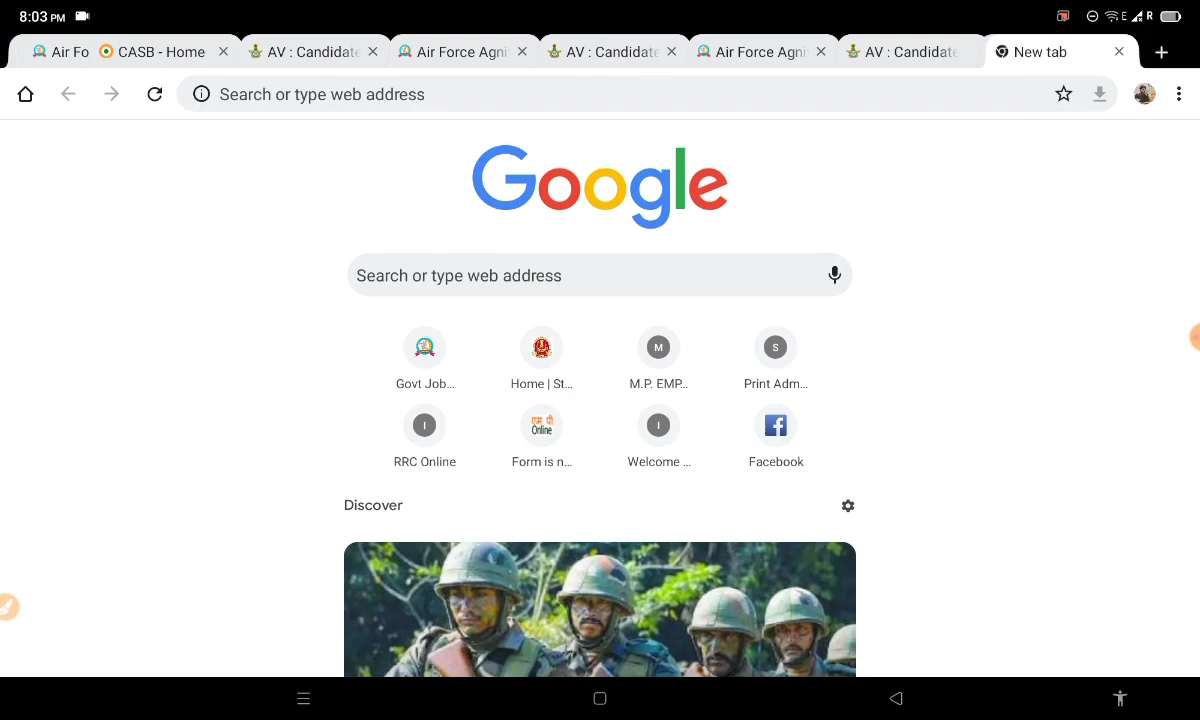 8:03 PM E R
Air Fo CASB - Home AV : Candidate Air Force Agni AV : Candidate Air Force Agni AV : Candidate New tab
Search or type web address
Google
Search or type web address
M S
Govt Job... Home | St... M.P. EMP... Print Adm...
I एम पी Online I f
RRC Online Form is n... Welcome ... Facebook
Discover